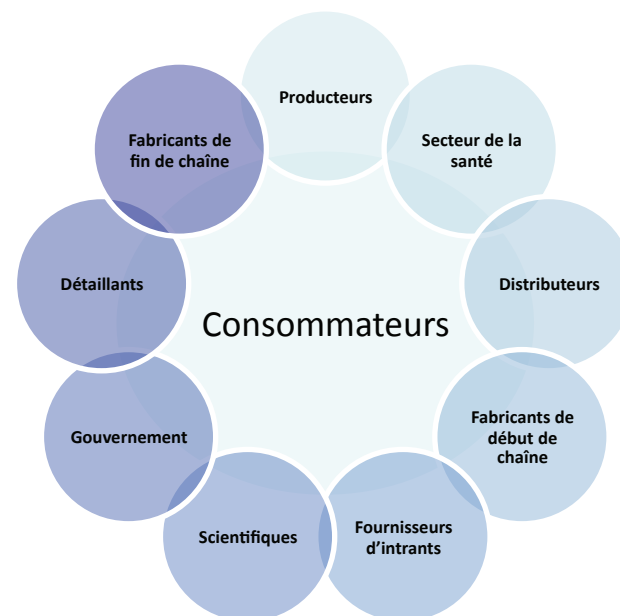 Producteurs
Secteur de la
santé
Distributeurs
Fabricants de
début de
chaîne
Fournisseurs
d’intrants
Scientifiques
Gouvernement
Détaillants
Fabricants de
fin de chaîne
Consommateurs